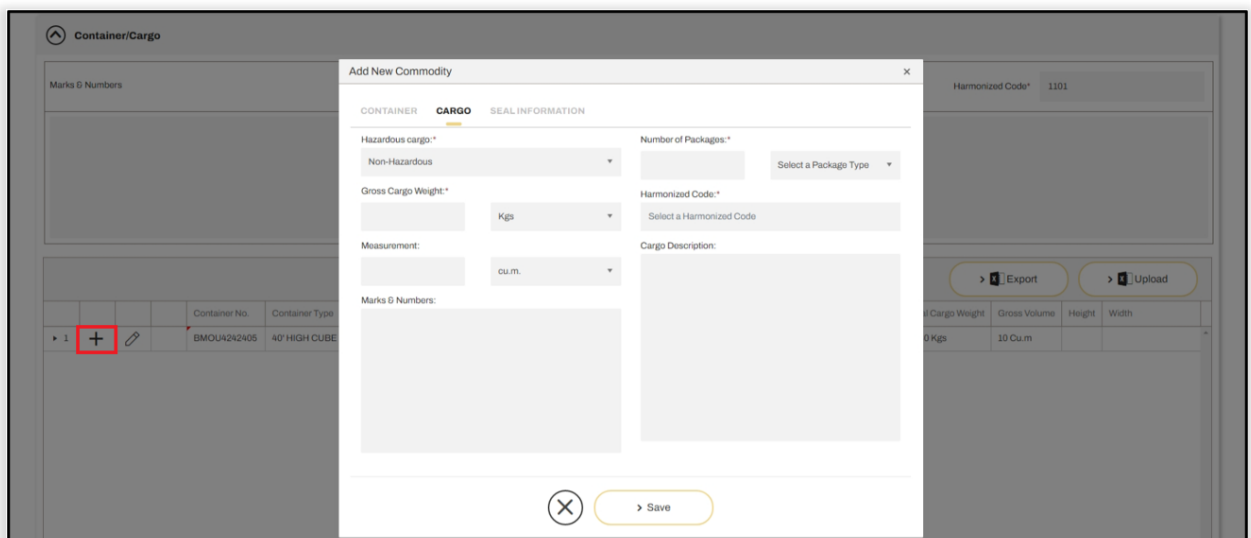 Container/Cargo
Marks & Numbers
Harmonized Code* 1101
Add New Commodity ×
CONTAINER CARGO SEAL INFORMATION
Hazardous cargo:* Number of Packages:*
Non-Hazardous Select a Package Type
Gross Cargo Weight:* Harmonized Code:*
Kgs Select a Harmonized Code
Measurement: Cargo Description:
cu.m.
Marks & Numbers:
> Export > Upload
Container No. Container Type Cargo Weight Gross Volume Height Width
1 + BMOU4242405 40' HIGH CUBE 0 Kgs 10 Cu.m
> Save